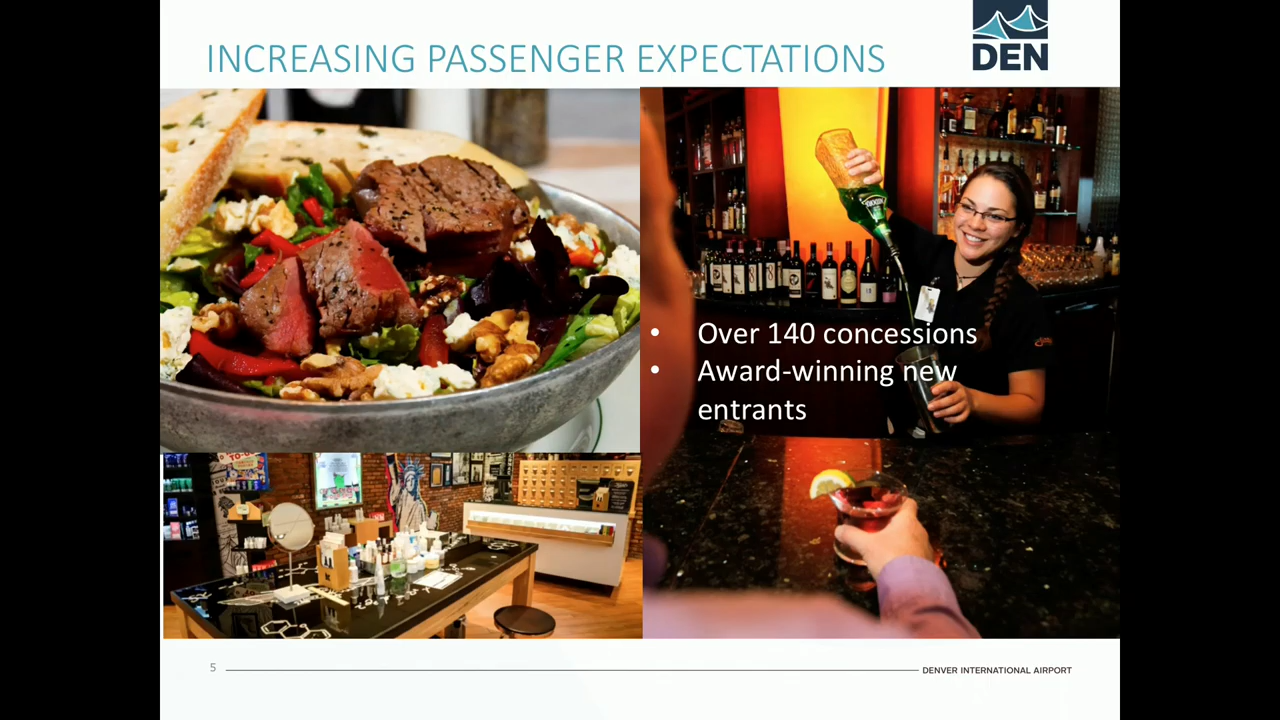 INCREASING PASSENGER EXPECTATIONS
DEN
• Over 140 concessions
• Award-winning new
entrants
5
DENVER INTERNATIONAL AIRPORT